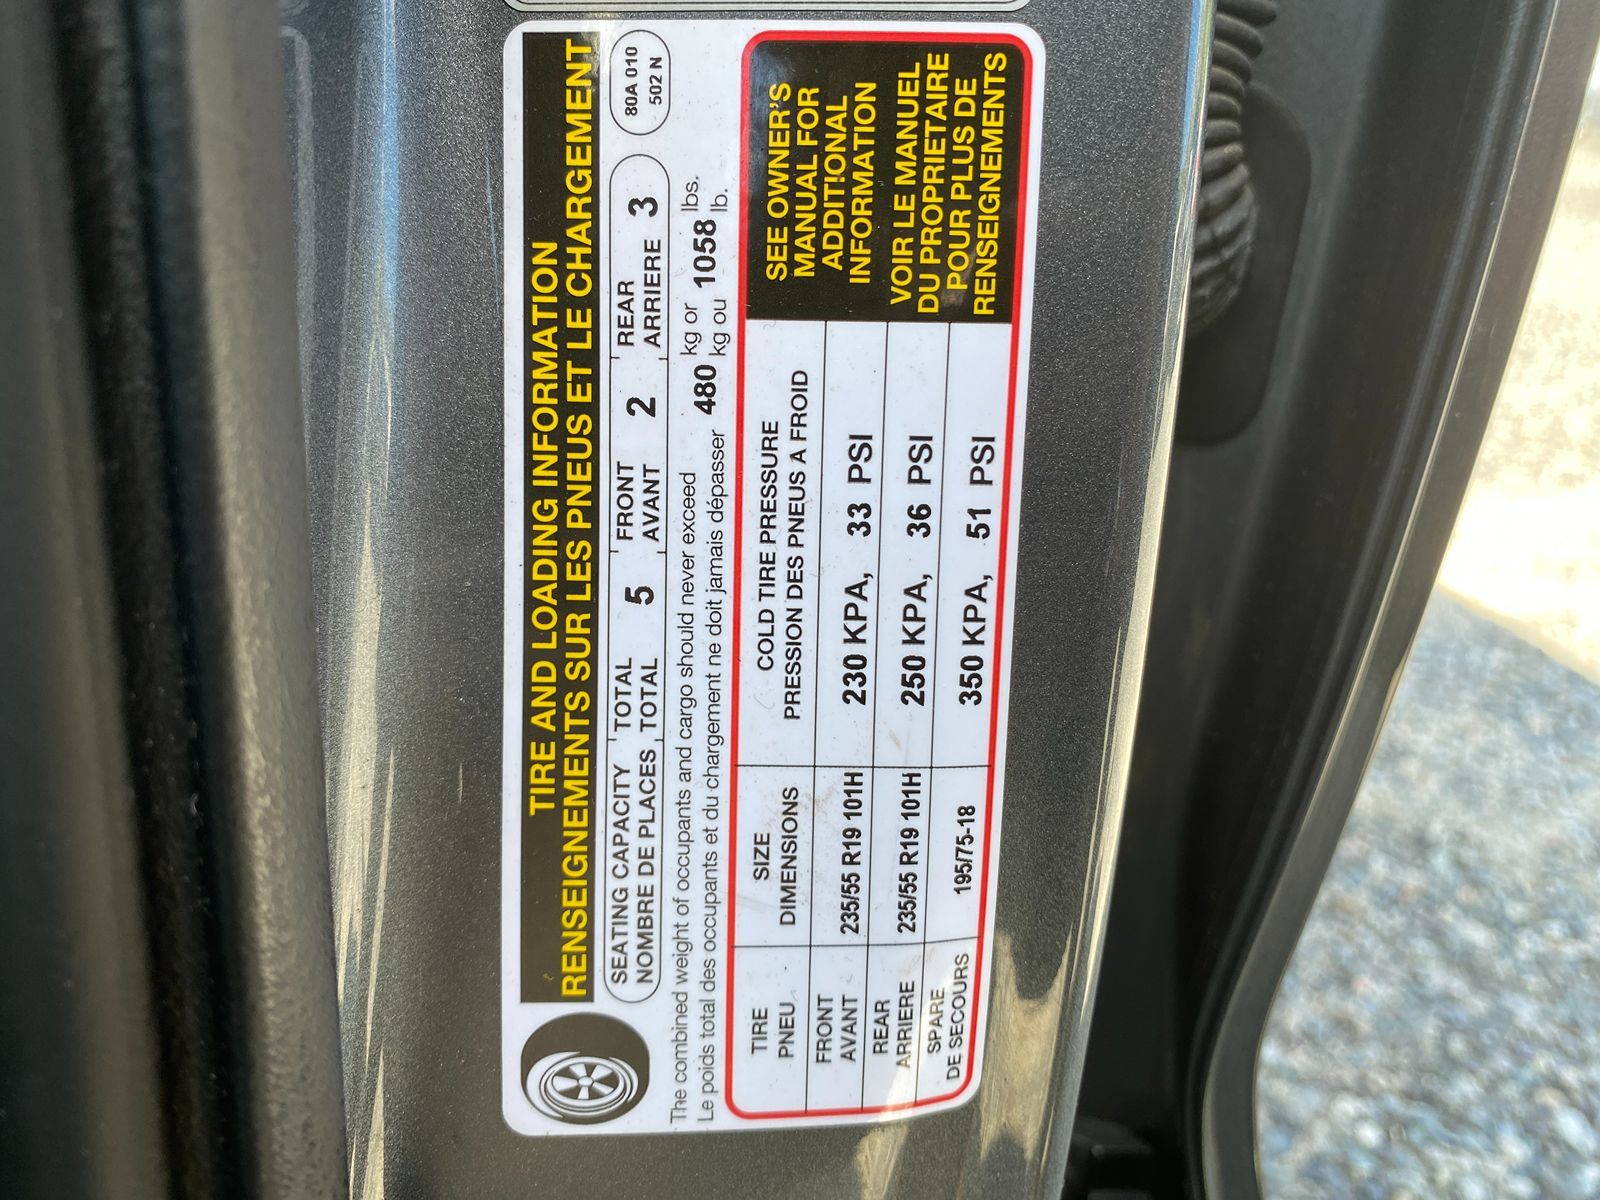 TIRE AND LOADING INFORMATION
RENSEIGNEMENTS SUR LES PNEUS ET LE CHARGEMENT
SEATING CAPACITY TOTAL 5 FRONT 2 REAR 3
NOMBRE DE PLACES TOTAL AVANT ARRIERE
80A 010
502 N
The combined weight of occupants and cargo should never exceed 480 kg or 1058 lbs.
Le poids total des occupants et du chargement ne doit jamais dépasser kg ou lb.
TIRE SIZE COLD TIRE PRESSURE
PNEU DIMENSIONS PRESSION DES PNEUS A FROID
FRONT
AVANT 235/55 R19 101H 230 KPA, 33 PSI
REAR
ARRIERE 235/55 R19 101H 250 KPA, 36 PSI
SPARE
DE SECOURS 195/75-18 350 KPA, 51 PSI
SEE OWNER'S
MANUAL FOR
ADDITIONAL
INFORMATION
VOIR LE MANUEL
DU PROPRIETAIRE
POUR PLUS DE
RENSEIGNEMENTS